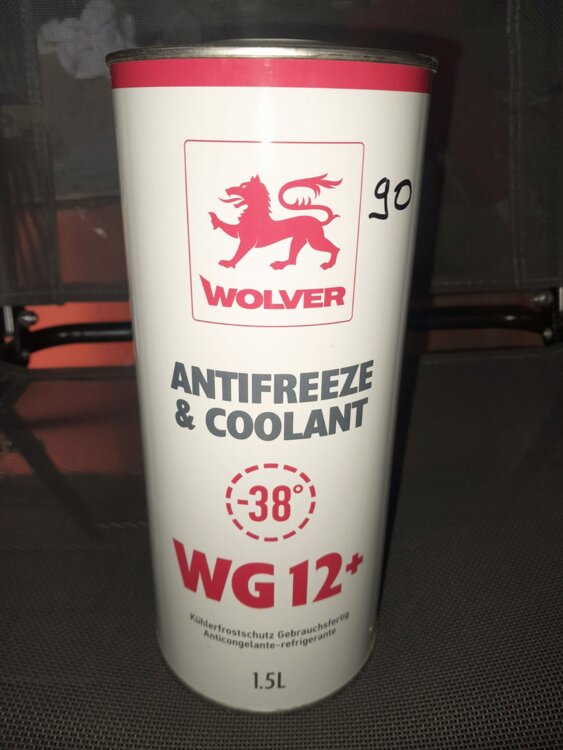 90
WOLVER
ANTIFREEZE
& COOLANT
-38°
WG 12+
Kühlerfrostschutz Gebrauchsfertig
Anticongelante-refrigerante
1.5L